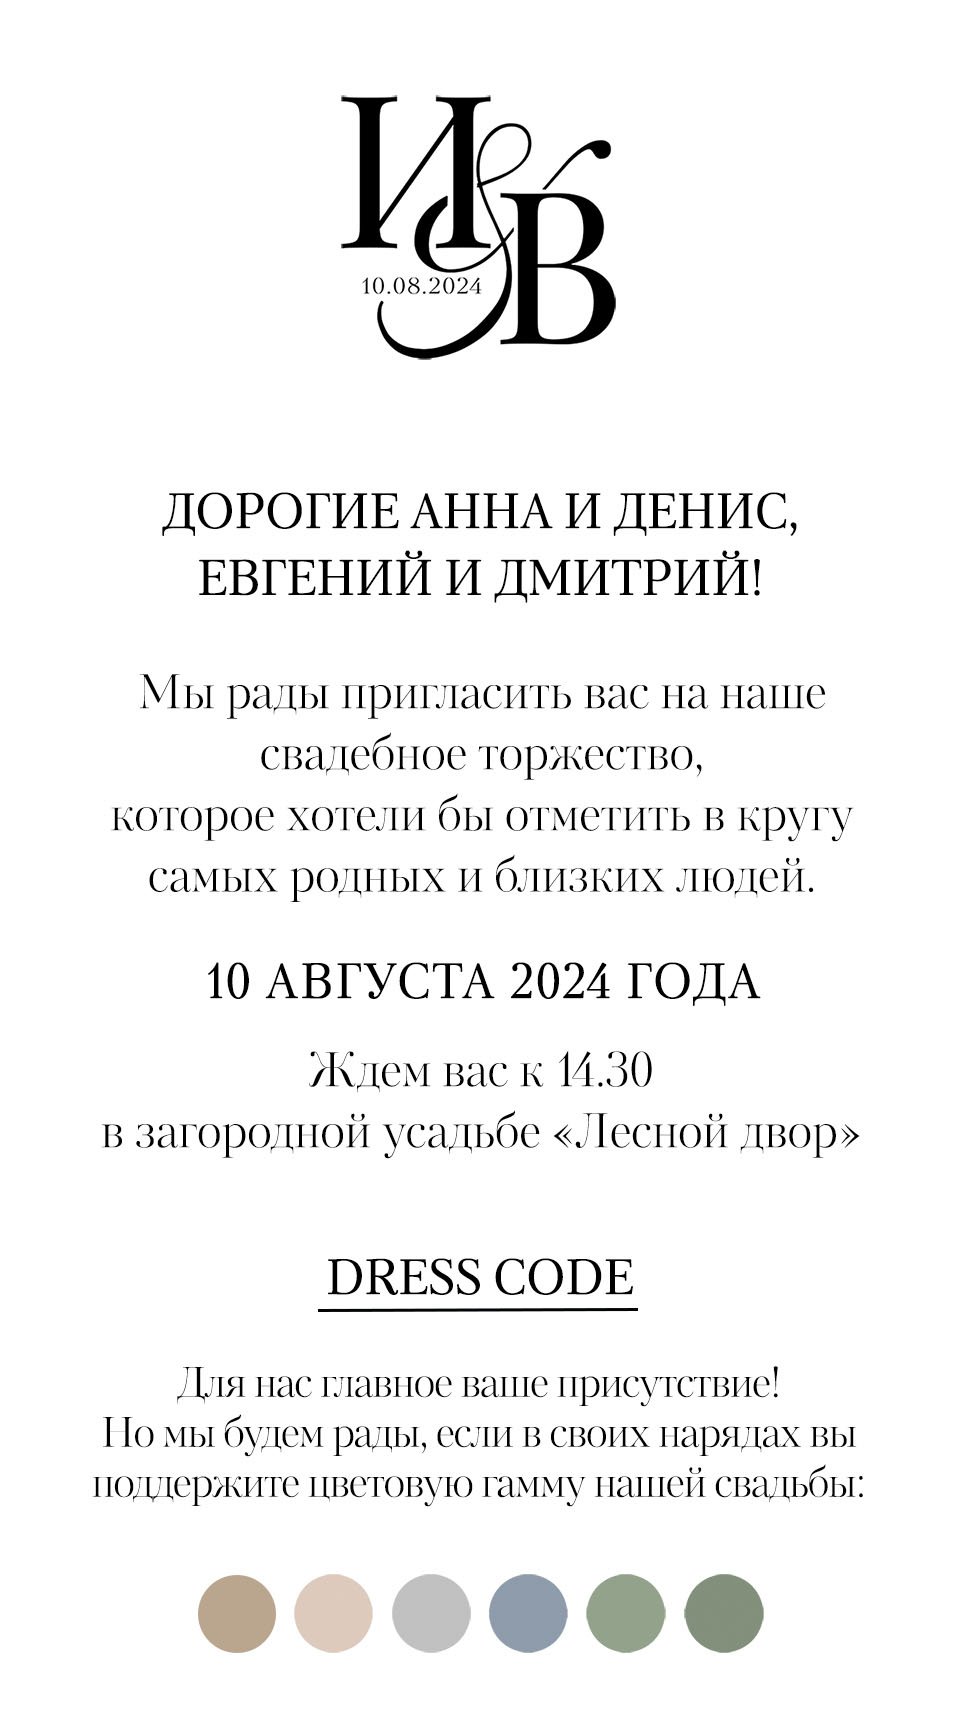 И&В
10.08.2024
ДОРОГИЕ АННА И ДЕНИС,
ЕВГЕНИЙ И ДМИТРИЙ!
Мы рады пригласить вас на наше
свадебное торжество,
которое хотели бы отметить в кругу
самых родных и близких людей.
10 АВГУСТА 2024 ГОДА
Ждем вас к 14.30
в загородной усадьбе «Лесной двор»
DRESS CODE
Для нас главное ваше присутствие!
Но мы будем рады, если в своих нарядах вы
поддержите цветовую гамму нашей свадьбы: